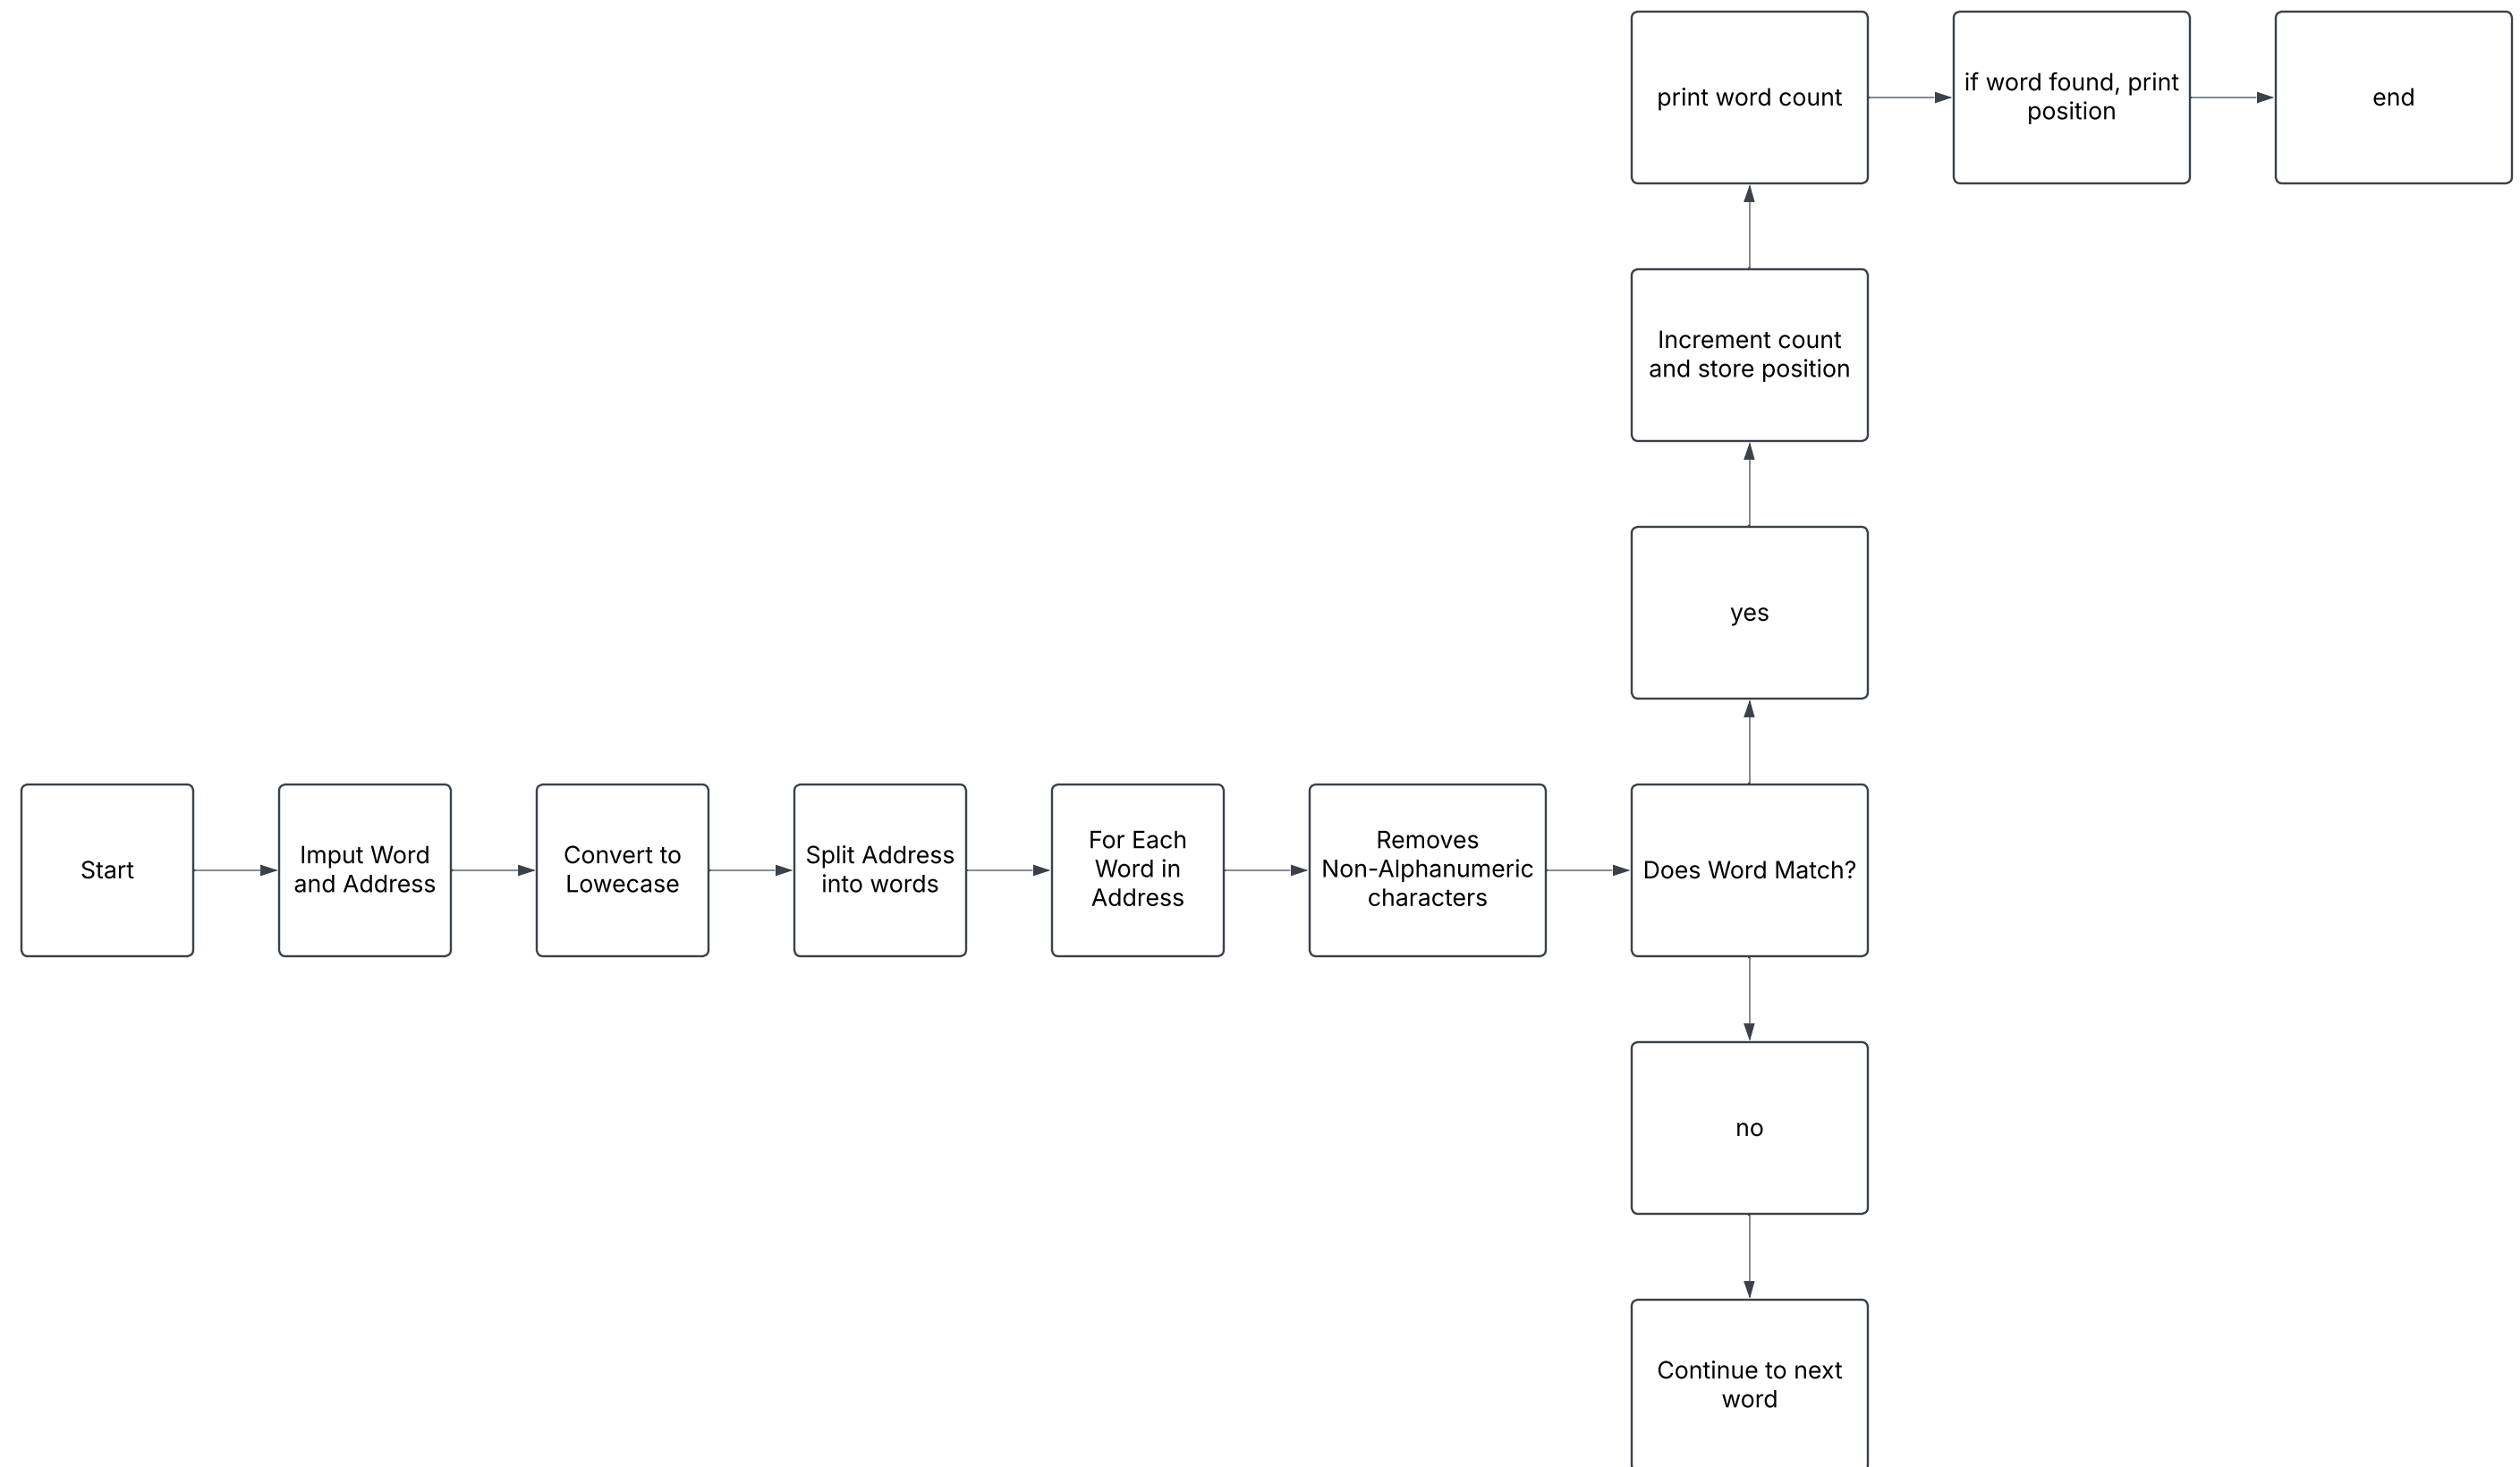 print word count
if word found, print
position
end
Increment count
and store position
yes
Start
Imput Word
and Address
Convert to
Lowecase
Split Address
into words
For Each
Word in
Address
Removes
Non-Alphanumeric
characters
Does Word Match?
no
Continue to next
word